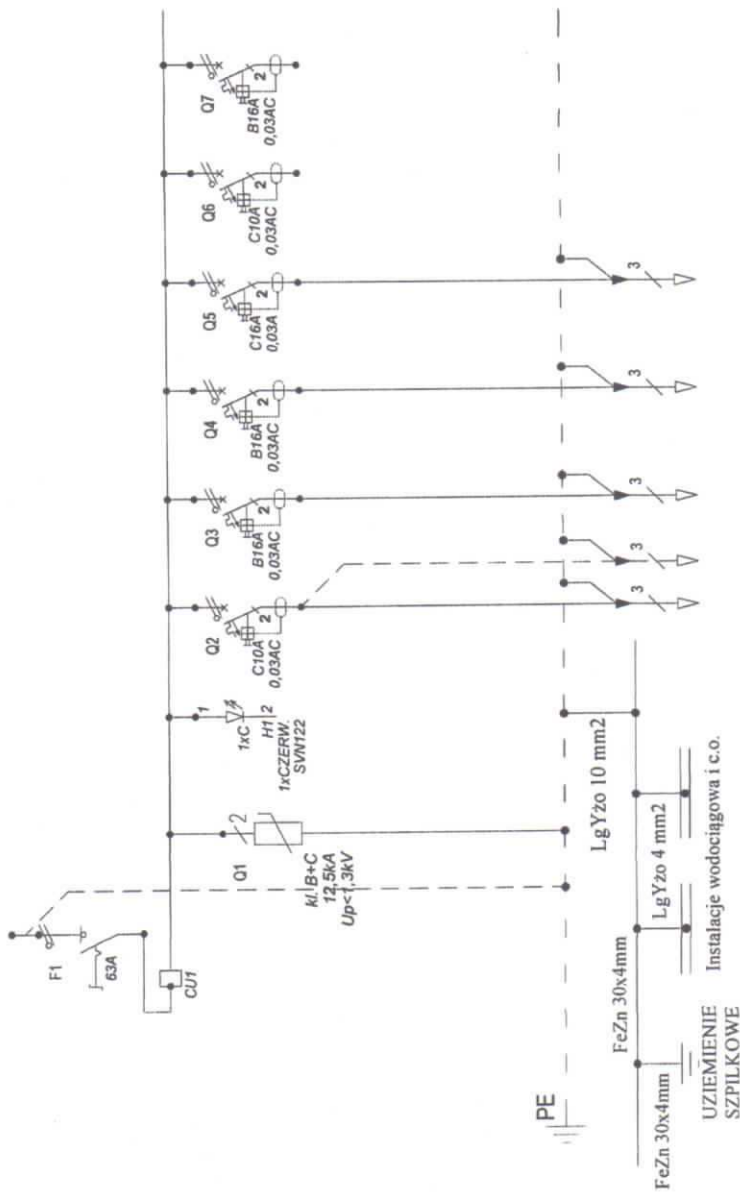 F1
63A
CU1
Q1
2
kl. B+C
12,5kA
Up<1,3kV
1
1xC
H1 2
1xCZERW.
SVN122
Q2
2
C10A
0,03AC
Q3
2
B16A
0,03AC
Q4
2
B16A
0,03AC
Q5
2
C16A
0,03A
Q6
2
C10A
0,03AC
Q7
2
B16A
0,03AC
3
3
3
3
3
PE
LgYżo 10 mm2
FeZn 30x4mm
LgYżo 4 mm2
FeZn 30x4mm
UZIEMIENIE
SZPILKOWE
Instalacje wodociągowa i c.o.